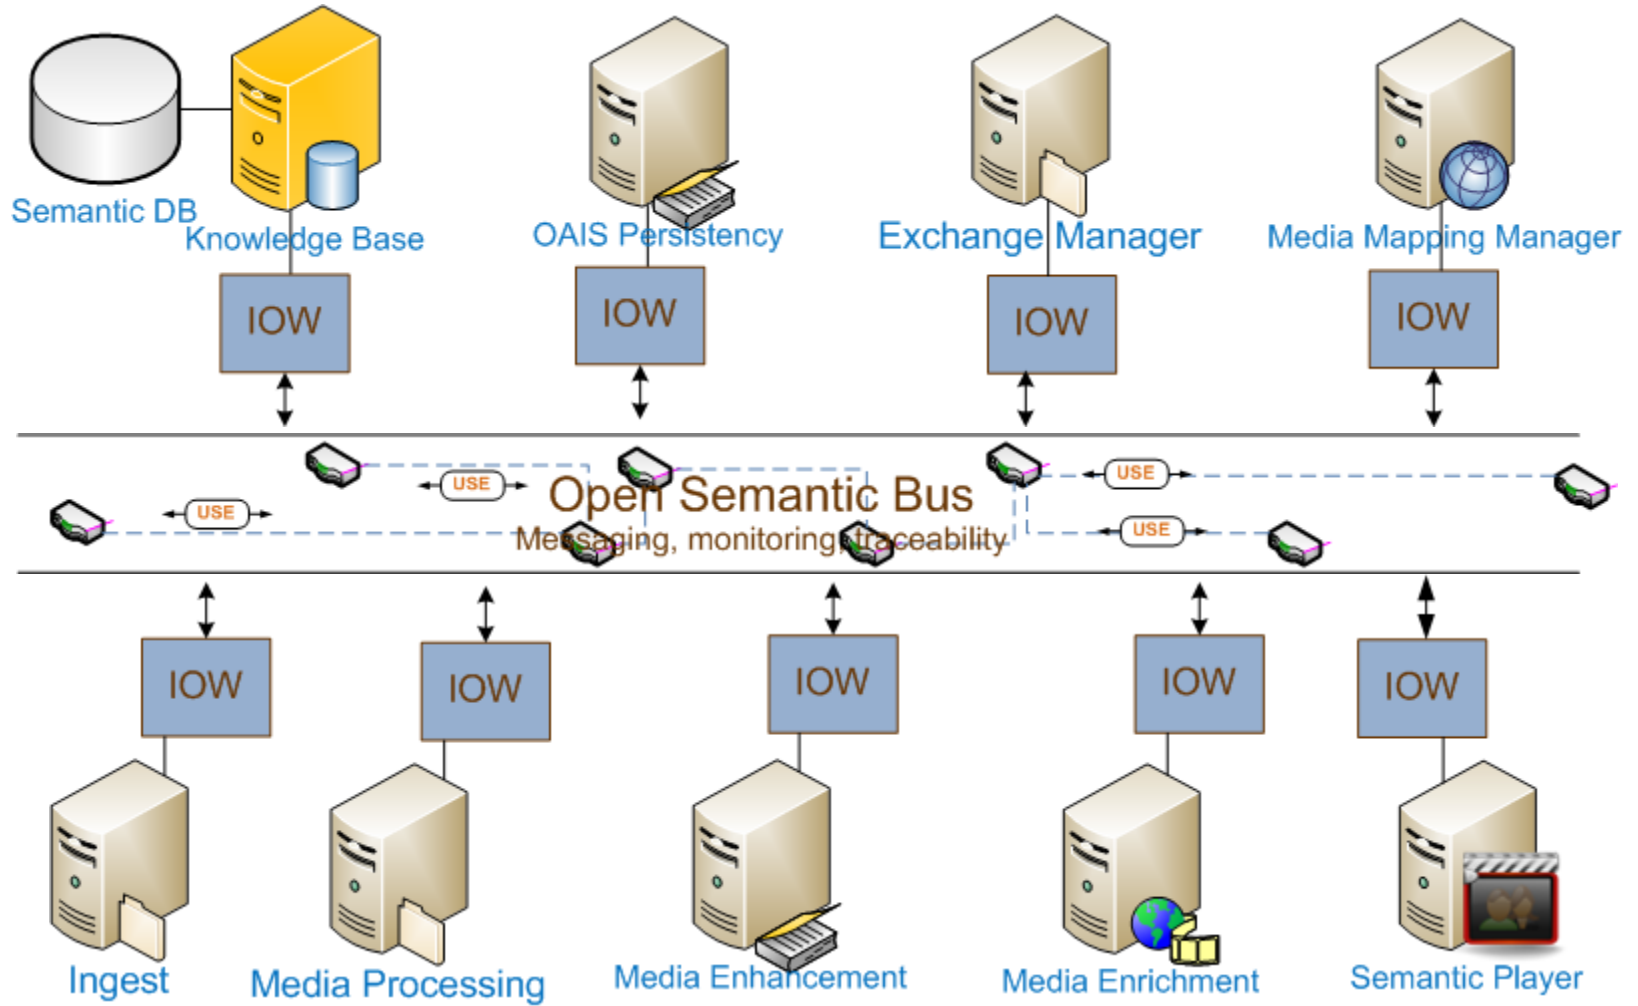 Semantic DB
Knowledge Base
OAIS Persistency
Exchange Manager
Media Mapping Manager
IOW
IOW
IOW
IOW
USE
USE
USE
USE
Open Semantic Bus
Messaging, monitoring, traceability
IOW
IOW
IOW
IOW
IOW
Ingest
Media Processing
Media Enhancement
Media Enrichment
Semantic Player